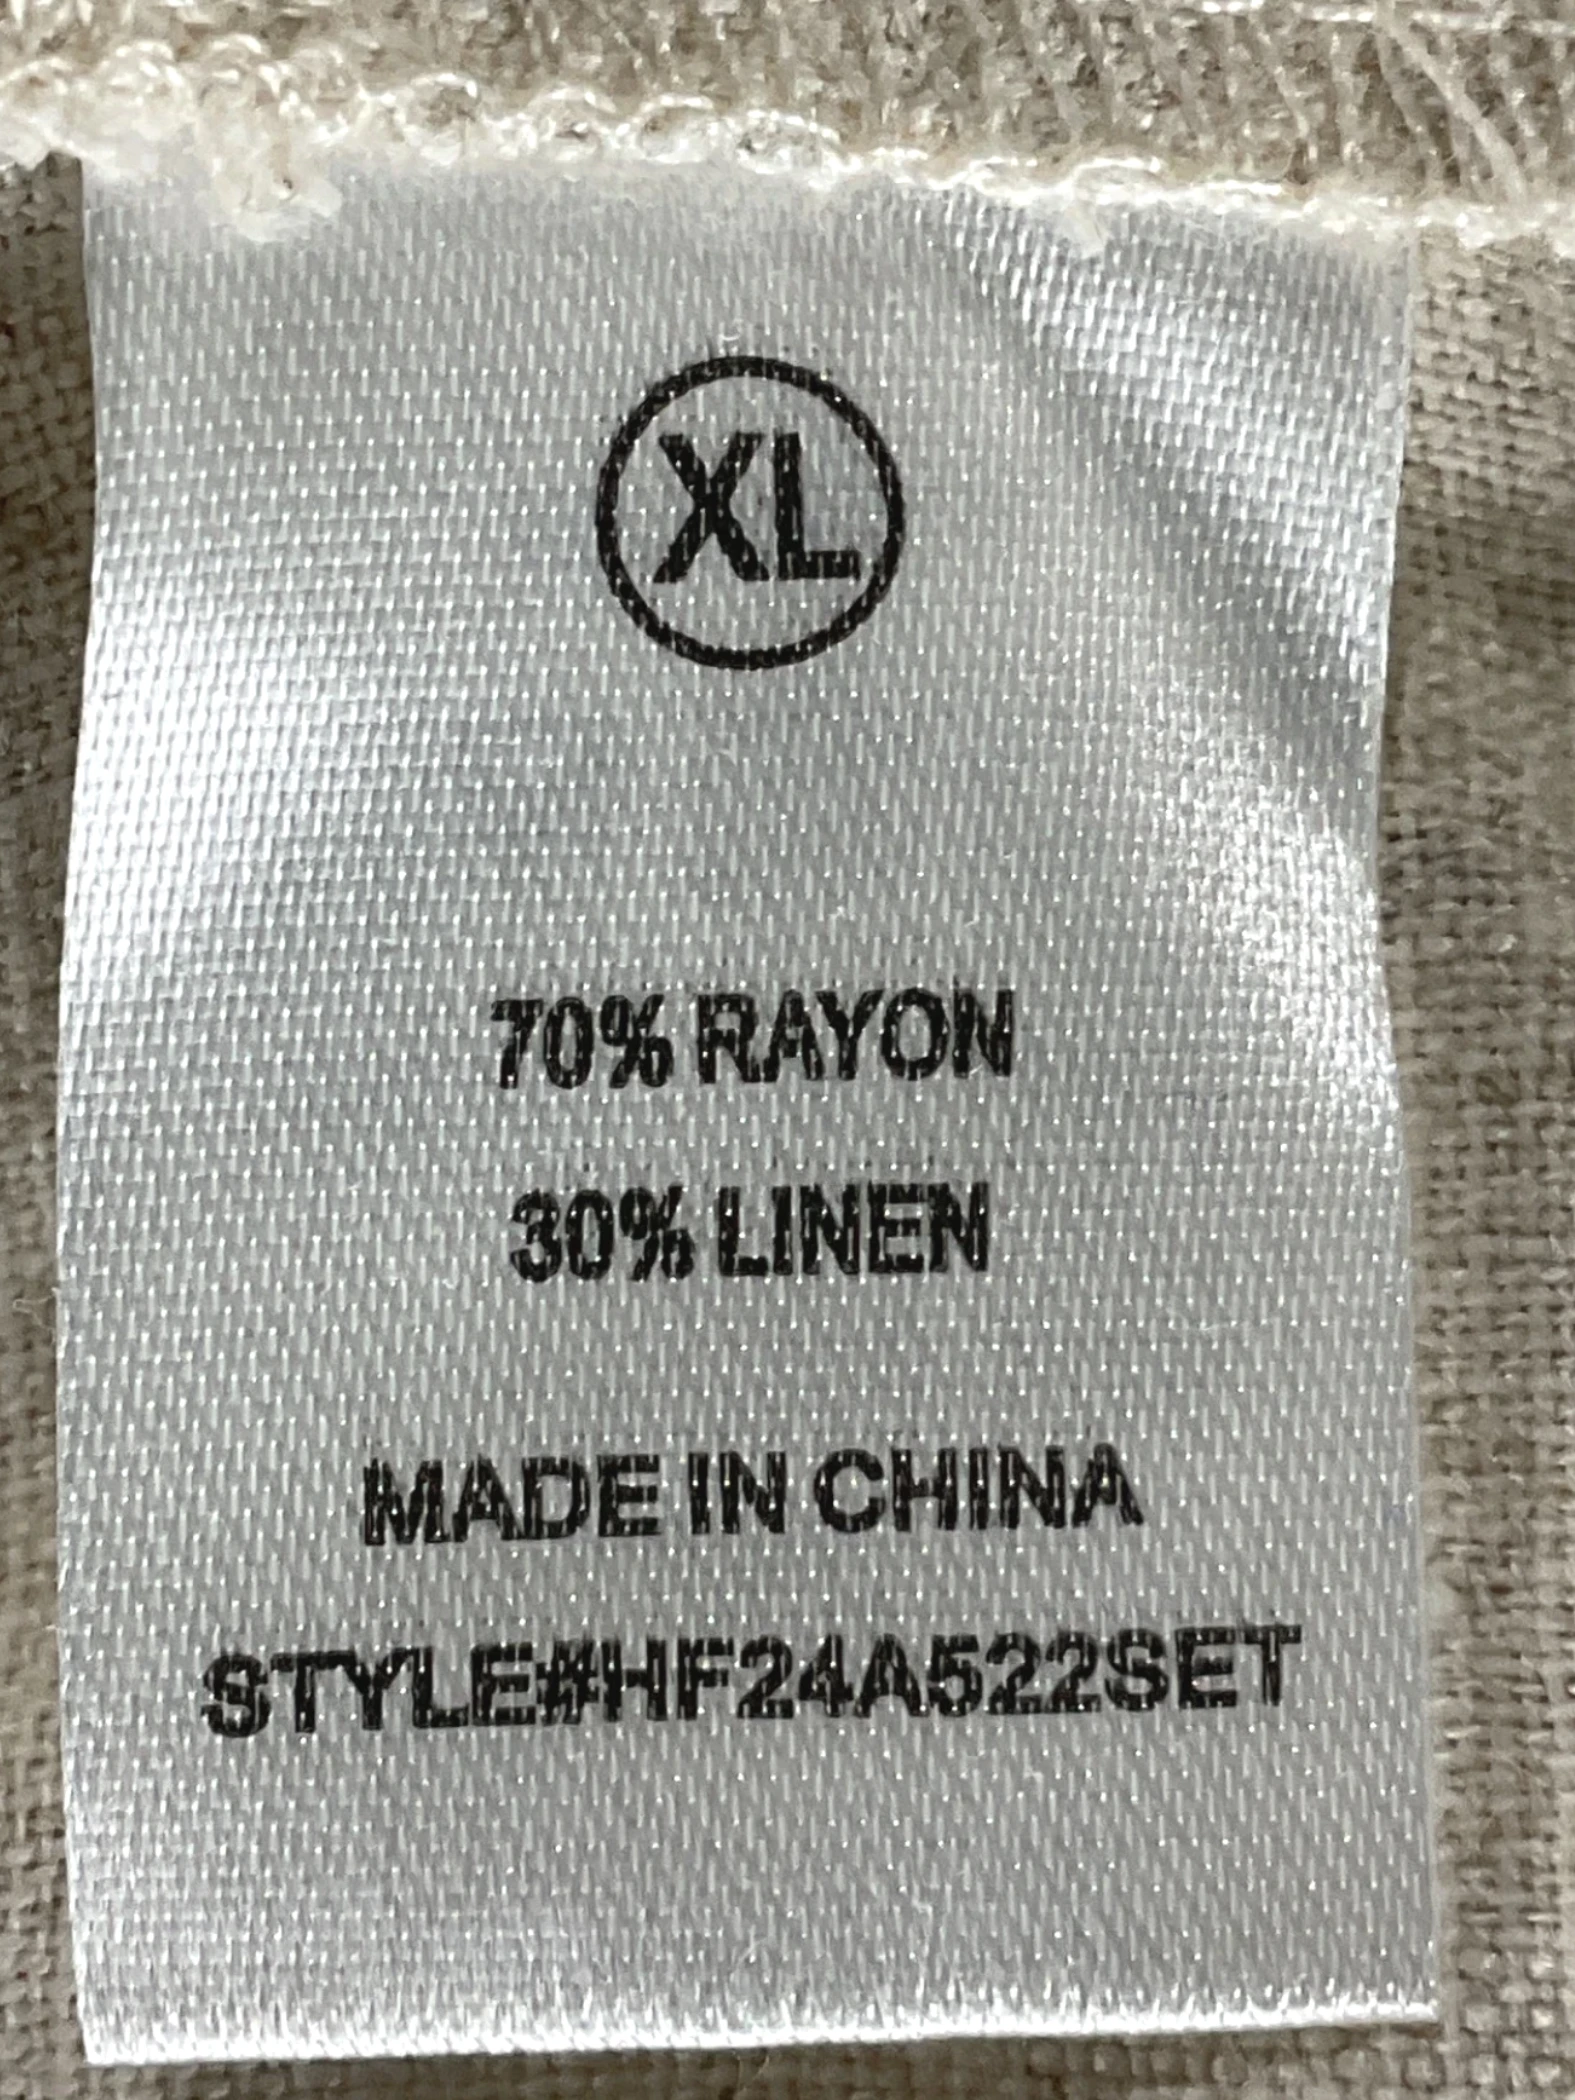 XL
70% RAYON
30% LINEN
MADE IN CHINA
STYLE#HF24A522SET